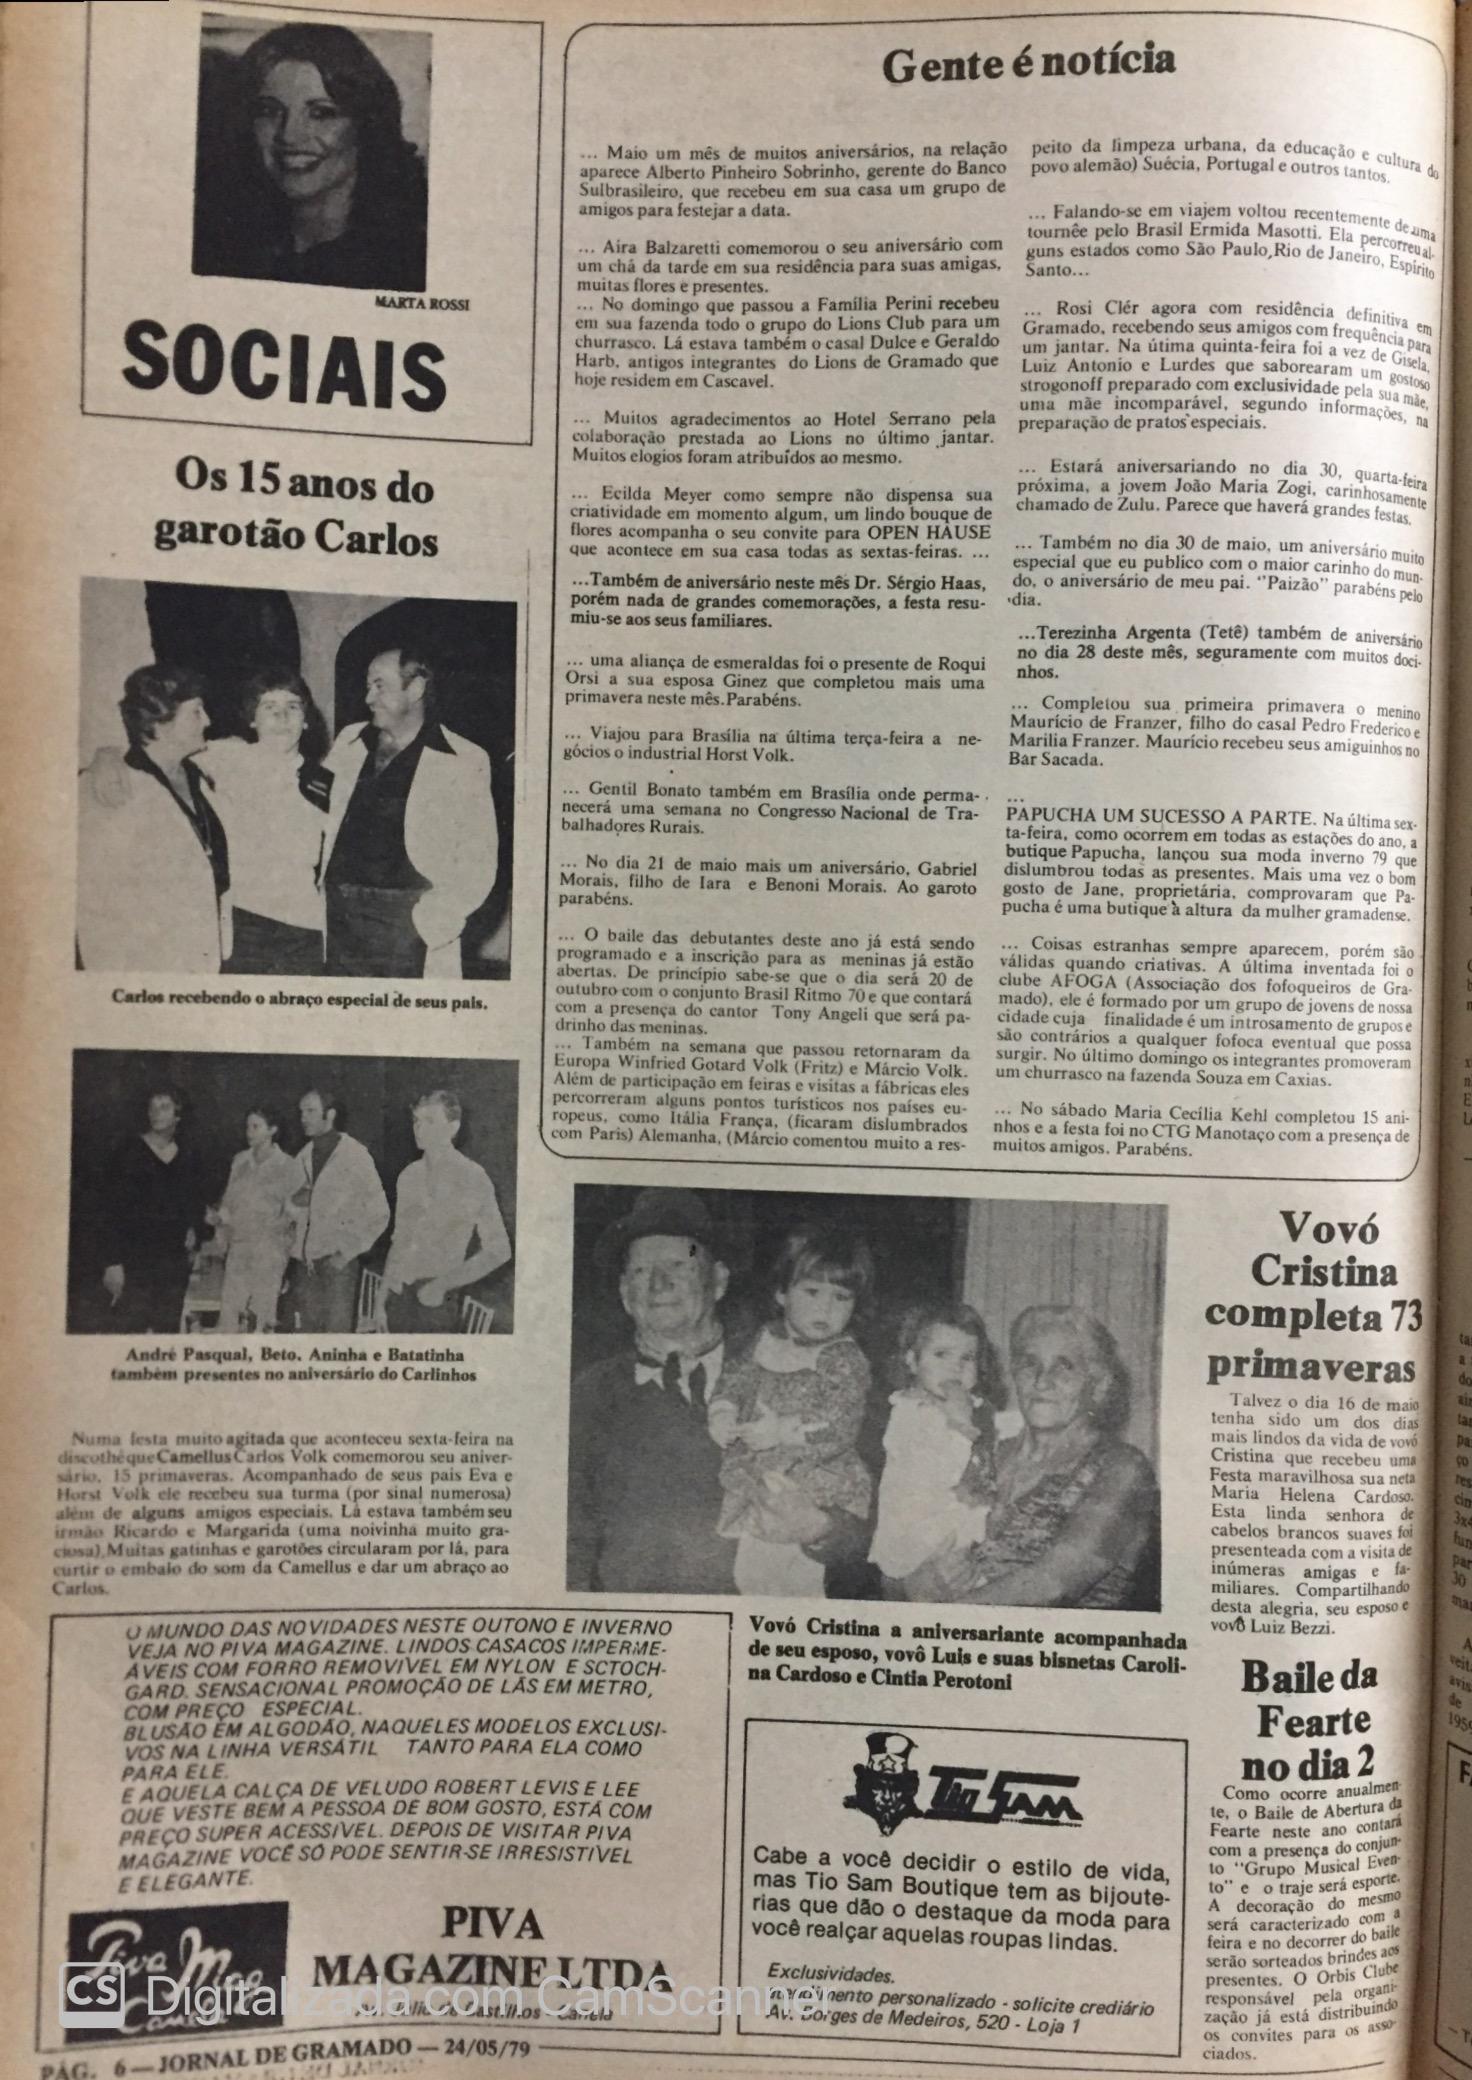 MARTA ROSSI
SOCIAIS
Os 15 anos do
garotão Carlos
Carlos recebendo o abraço especial de seus pais.
André Pasqual, Beto, Aninha e Batatinha
também presentes no aniversário do Carlinhos
Numa festa muito agitada que aconteceu sexta-feira na
discothéque Camellus Carlos Volk comemorou seu aniver-
sário, 15 primaveras. Acompanhado de seus pais Eva e
Horst Volk ele recebeu sua turma (por sinal numerosa)
além de alguns amigos especiais. Lá estava também seu
irmão Ricardo e Margarida (uma noivinha muito gra-
ciosa). Muitas gatinhas e garotões circularam por lá, para
curtir o embalo do som da Camellus e dar um abraço ao
Carlos.
Gente é notícia
... Maio um mês de muitos aniversários, na relação
aparece Alberto Pinheiro Sobrinho, gerente do Banco
Sulbrasileiro, que recebeu em sua casa um grupo de
amigos para festejar a data.
... Aira Balzaretti comemorou o seu aniversário com
um chá da tarde em sua residência para suas amigas,
muitas flores e presentes.
... No domingo que passou a Família Perini recebeu
em sua fazenda todo o grupo do Lions Club para um
churrasco. Lá estava também o casal Dulce e Geraldo
Harb, antigos integrantes do Lions de Gramado que
hoje residem em Cascavel.
... Muitos agradecimentos ao Hotel Serrano pela
colaboração prestada ao Lions no último jantar.
Muitos elogios foram atribuídos ao mesmo.
... Ecilda Meyer como sempre não dispensa sua
criatividade em momento algum, um lindo bouque de
flores acompanha o seu convite para OPEN HAUSE
que acontece em sua casa todas as sextas-feiras. ...
...Também de aniversário neste mês Dr. Sérgio Haas,
porém nada de grandes comemorações, a festa resu-
miu-se aos seus familiares.
... uma aliança de esmeraldas foi o presente de Roqui
Orsi a sua esposa Ginez que completou mais uma
primavera neste mês.Parabéns.
... Viajou para Brasília na última terça-feira a ne-
gócios o industrial Horst Volk.
... Gentil Bonato também em Brasília onde perma-
necerá uma semana no Congresso Nacional de Tra-
balhadores Rurais.
... No dia 21 de maio mais um aniversário, Gabriel
Morais, filho de Iara e Benoni Morais. Ao garoto
parabéns.
... O baile das debutantes deste ano já está sendo
programado e a inscrição para as meninas já estão
abertas. De princípio sabe-se que o dia será 20 de
outubro com o conjunto Brasil Ritmo 70 e que contará
com a presença do cantor Tony Angeli que será pa-
drinho das meninas.
... Também na semana que passou retornaram da
Europa Winfried Gotard Volk (Fritz) e Márcio Volk.
Além de participação em feiras e visitas a fábricas eles
percorreram alguns pontos turísticos nos países eu-
ropeus, como Itália França, (ficaram dislumbrados
com Paris) Alemanha, (Márcio comentou muito a res-
peito da limpeza urbana, da educação e cultura do
povo alemão) Suécia, Portugal e outros tantos.
... Falando-se em viajem voltou recentemente de uma
tournêe pelo Brasil Ermida Masotti. Ela percorreu al-
guns estados como São Paulo, Rio de Janeiro, Espírito
Santo...
... Rosi Clér agora com residência definitiva em
Gramado, recebendo seus amigos com frequência para
um jantar. Na útima quinta-feira foi a vez de Gisela,
Luiz Antonio e Lurdes que saborearam um gostoso
strogonoff preparado com exclusividade pela sua mãe,
uma mãe incomparável, segundo informações, na
preparação de pratos especiais.
... Estará aniversariando no dia 30, quarta-feira
próxima, a jovem João Maria Zogi, carinhosamente
chamado de Zulu. Parece que haverá grandes festas.
... Também no dia 30 de maio, um aniversário muito
especial que eu publico com o maior carinho do mun-
do, o aniversário de meu pai. "Paizão" parabéns pelo
dia.
...Terezinha Argenta (Tetê) também de aniversário
no dia 28 deste mês, seguramente com muitos doci-
nhos.
... Completou sua primeira primavera o menino
Maurício de Franzer, filho do casal Pedro Frederico e
Marilia Franzer. Maurício recebeu seus amiguinhos no
Bar Sacada.
...
PAPUCHA UM SUCESSO A PARTE. Na última sex-
ta-feira, como ocorrem em todas as estações do ano, a
butique Papucha, lançou sua moda inverno 79 que
dislumbrou todas as presentes. Mais uma vez o bom
gosto de Jane, proprietária, comprovaram que Pa-
pucha é uma butique à altura da mulher gramadense.
... Coisas estranhas sempre aparecem, porém são
válidas quando criativas. A última inventada foi o
clube AFOGA (Associação dos fofoqueiros de Gra-
mado), ele é formado por um grupo de jovens de nossa
cidade cuja finalidade é um introsamento de grupos e
são contrários a qualquer fofoca eventual que possa
surgir. No último domingo os integrantes promoveram
um churrasco na fazenda Souza em Caxias.
... No sábado Maria Cecília Kehl completou 15 ani-
nhos e a festa foi no CTG Manotaço com a presença de
muitos amigos. Parabéns.
Vovó Cristina a aniversariante acompanhada
de seu esposo, vovô Luis e suas bisnetas Caroli-
na Cardoso e Cintia Perotoni
Vovó
Cristina
completa 73
primaveras
Talvez o dia 16 de maio
tenha sido um dos dias
mais lindos da vida de vovó
Cristina que recebeu uma
Festa maravilhosa sua neta
Maria Helena Cardoso.
Esta linda senhora de
cabelos brancos suaves foi
presenteada com a visita de
inúmeras amigas e fa-
miliares. Compartilhando
desta alegria, seu esposo e
vovô Luiz Bezzi.
Baile da
Fearte
no dia 2
Como ocorre anualmen-
te, o Baile de Abertura da
Fearte neste ano contará
com a presença do conjun-
to "Grupo Musical Even-
to" e o traje será esporte.
A decoração do mesmo
será caracterizado com a
feira e no decorrer do baile
serão sorteados brindes aos
presentes. O Orbis Clube
responsável pela organi-
zação já está distribuindo
os convites para os asso-
ciados.
O MUNDO DAS NOVIDADES NESTE OUTONO E INVERNO
VEJA NO PIVA MAGAZINE. LINDOS CASACOS IMPERME-
ÁVEIS COM FORRO REMOVÍVEL EM NYLON E SCTOCH-
GARD. SENSACIONAL PROMOÇÃO DE LÃS EM METRO,
COM PREÇO ESPECIAL.
BLUSÃO EM ALGODÃO, NAQUELES MODELOS EXCLUSI-
VOS NA LINHA VERSÁTIL TANTO PARA ELA COMO
PARA ELE.
E AQUELA CALÇA DE VELUDO ROBERT LEVIS E LEE
QUE VESTE BEM A PESSOA DE BOM GOSTO, ESTÁ COM
PREÇO SUPER ACESSÍVEL. DEPOIS DE VISITAR PIVA
MAGAZINE VOCÊ SÓ PODE SENTIR-SE IRRESISTÍVEL
E ELEGANTE.
Piva
PIVA
MAGAZINE LTDA
Canela
Tio Sam
Cabe a você decidir o estilo de vida,
mas Tio Sam Boutique tem as bijoute-
rias que dão o destaque da moda para
você realçar aquelas roupas lindas.
Exclusividades.
Atendimento personalizado - solicite crediário
Av. Borges de Medeiros, 520 - Loja 1
CS Digitalizada com CamScanner
PÁG. 6 — JORNAL DE GRAMADO — 24/05/79